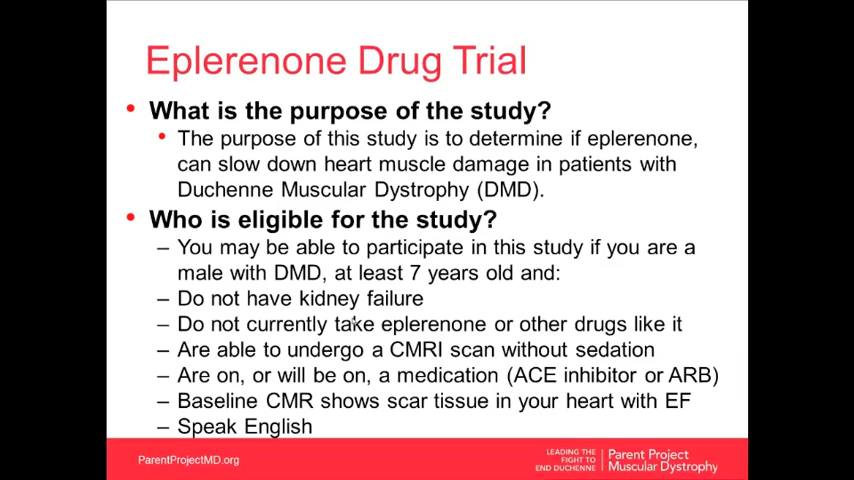 Eplerenone Drug Trial
• What is the purpose of the study?
• The purpose of this study is to determine if eplerenone,
can slow down heart muscle damage in patients with
Duchenne Muscular Dystrophy (DMD).
• Who is eligible for the study?
– You may be able to participate in this study if you are a
male with DMD, at least 7 years old and:
– Do not have kidney failure
– Do not currently take eplerenone or other drugs like it
– Are able to undergo a CMRI scan without sedation
– Are on, or will be on, a medication (ACE inhibitor or ARB)
– Baseline CMR shows scar tissue in your heart with EF
– Speak English
ParentProjectMD.org
LEADING THE
FIGHT TO
END DUCHENNE
Parent Project
Muscular Dystrophy